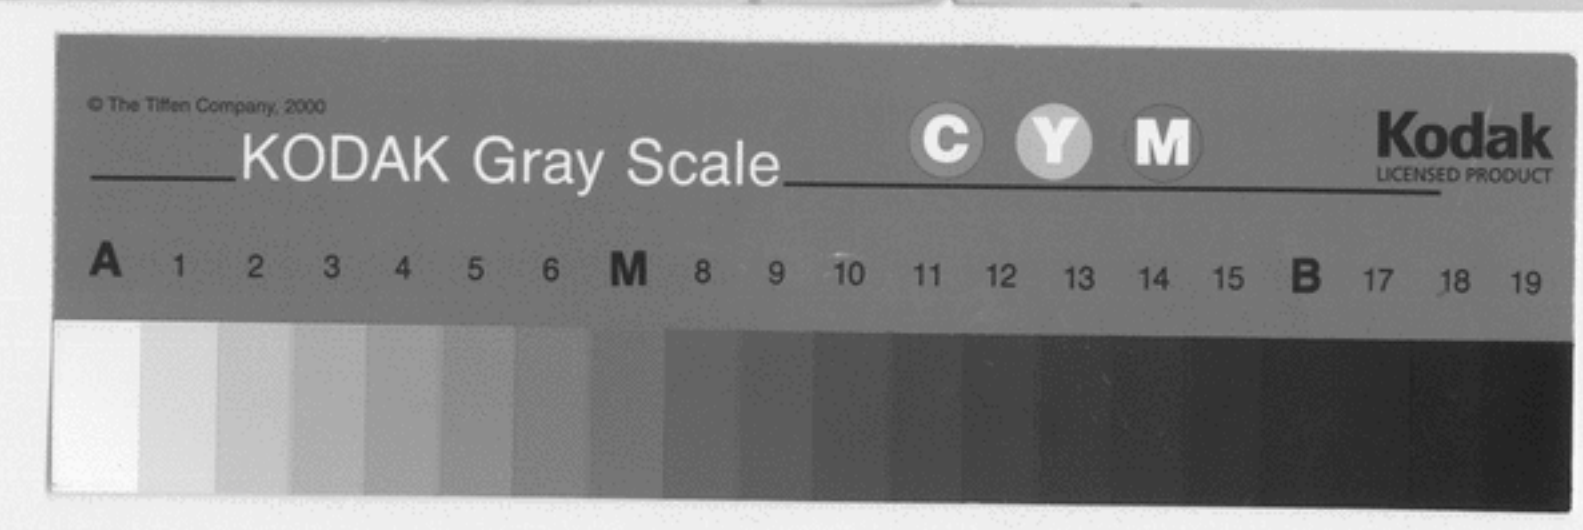 © The Tiffen Company, 2000
KODAK Gray Scale
C Y M
Kodak
LICENSED PRODUCT
A 1 2 3 4 5 6 M 8 9 10 11 12 13 14 15 B 17 18 19